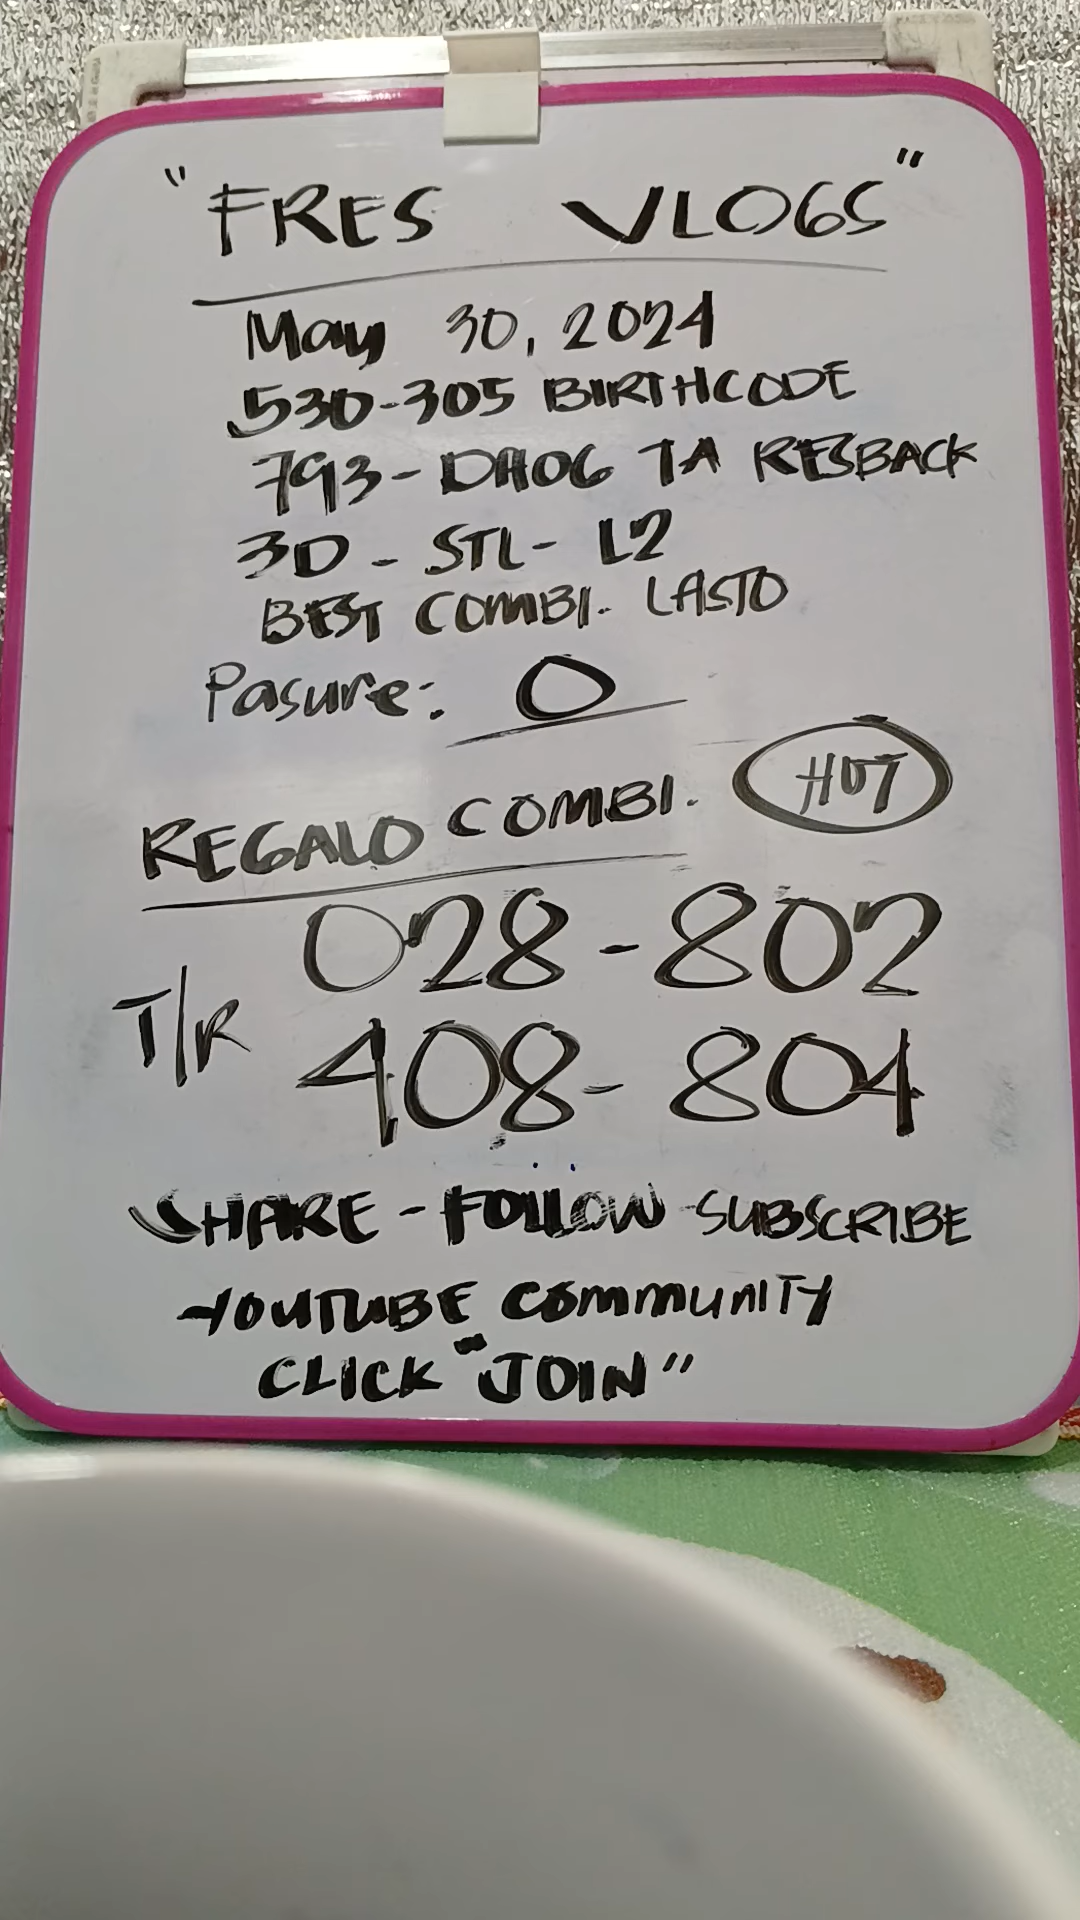 "FRES VLOGS"
May 30, 2024
530-305 BIRTHCODE
793- DAOG TA RESBACK
3D - STL - L2
BEST COMBI. LASTO
Pasure: 0
REGALO COMBI. HOT
028-802
T/R
408-804
SHARE - FOLLOW SUBSCRIBE
-YOUTUBE COMMUNITY
CLICK "JOIN"